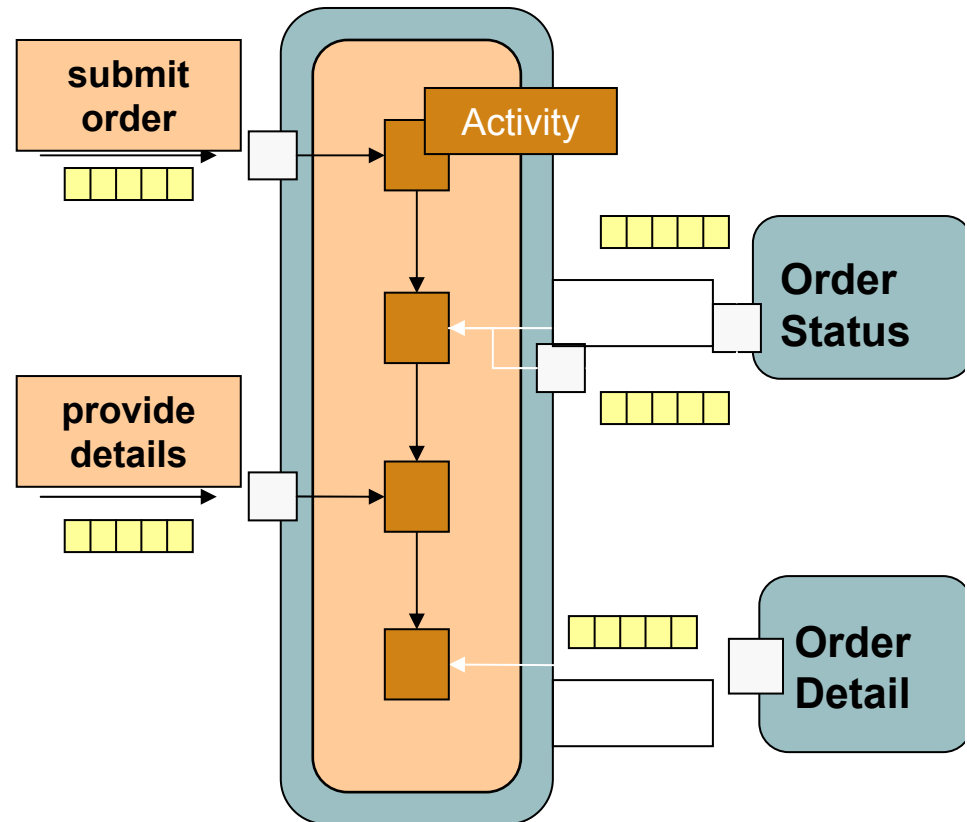 submit
order
Activity
Order
Status
provide
details
Order
Detail